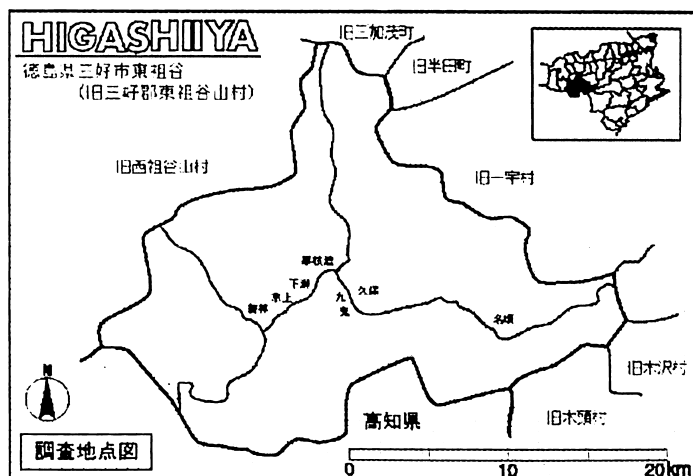 HIGASHIIYA
徳島県三好市東祖谷
(旧三好郡東祖谷山村)
旧三加茂町
旧半田町
旧西祖谷山村
旧一宇村
栗枝渡
下瀬
京上
久保
九鬼
名頃
旧木沢村
旧木頭村
高知県
N
調査地点図
0 10 20km